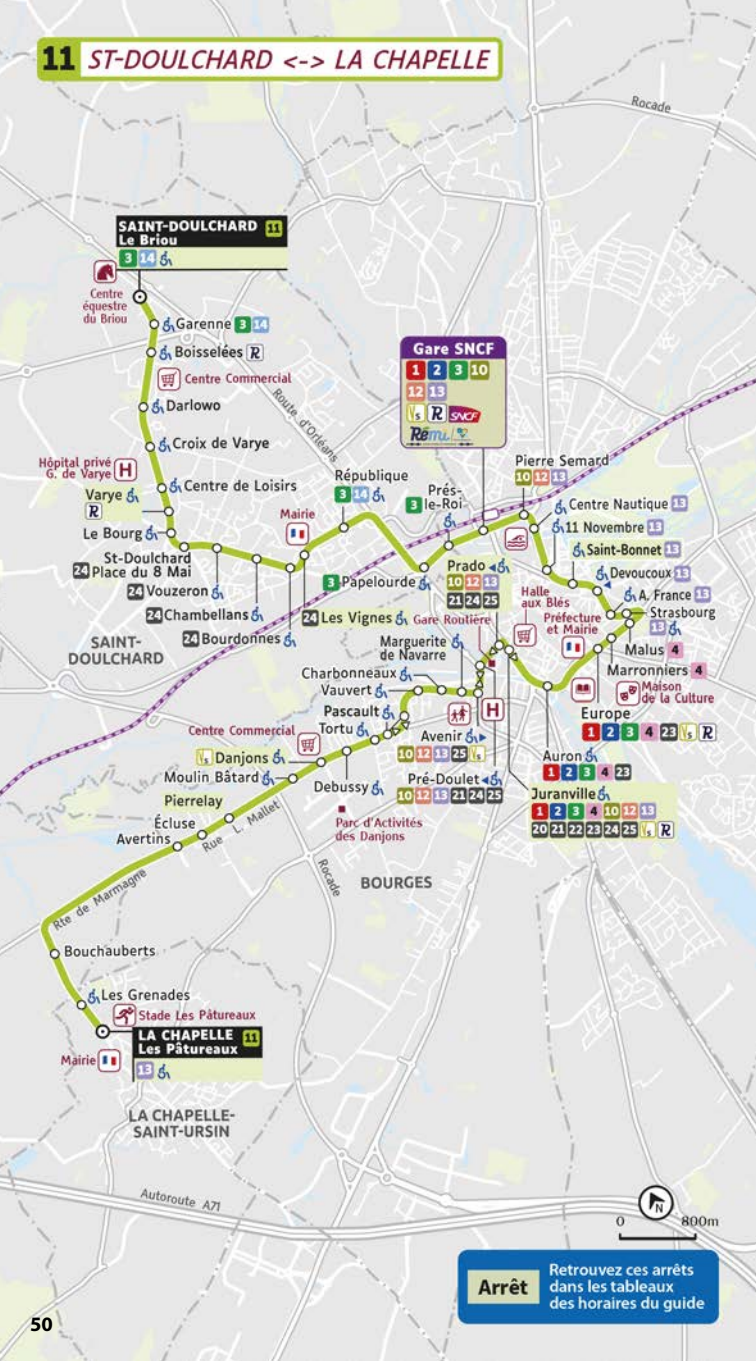 11 ST-DOULCHARD <-> LA CHAPELLE
Rocade
SAINT-DOULCHARD 11
Le Briou
3 14
Centre
équestre
du Briou
Garenne 3 14
Boisselées R
Centre Commercial
Darlowo
Route d'Orléans
Gare SNCF
1 2 3 10
12 13
Vs R SNCF
Rémi
Croix de Varye
Hôpital privé
G. de Varye H
Centre de Loisirs
Varye
R
Le Bourg
St-Doulchard
24 Place du 8 Mai
24 Vouzeron
24 Chambellans
24 Bourdonnes
Mairie
24 Les Vignes
République
3 14
3 Papelourde
3 Prés-
le-Roi
Pierre Semard
10 12 13
Centre Nautique 13
11 Novembre 13
Saint-Bonnet 13
Devoucoux 13
A. France 13
Strasbourg
13
Malus 4
Marronniers 4
Maison
de la Culture
Prado
10 12 13
21 24 25
Halle
aux Blés
Gare Routière
Préfecture
et Mairie
SAINT-
DOULCHARD
Marguerite
de Navarre
Charbonneaux
Vauvert
Pascault
Tortu
H
Europe
1 2 3 4 23 Vs R
Avenir
10 12 13 25 Vs
Auron
1 2 3 4 23
Pré-Doulet
10 12 13 21 24 25
Juranville
1 2 3 4 10 12 13
20 21 22 23 24 25 Vs R
Centre Commercial
Vs Danjons
Moulin Bâtard
Debussy
Pierrelay
Écluse
Avertins
Rue L. Mallet
Parc d'Activités
des Danjons
Rocade
BOURGES
Rte de Marmagne
Bouchauberts
Les Grenades
Stade Les Pâtureaux
LA CHAPELLE 11
Les Pâtureaux
13
Mairie
LA CHAPELLE-
SAINT-URSIN
Autoroute A71
N
0 800m
Arrêt
Retrouvez ces arrêts
dans les tableaux
des horaires du guide
50